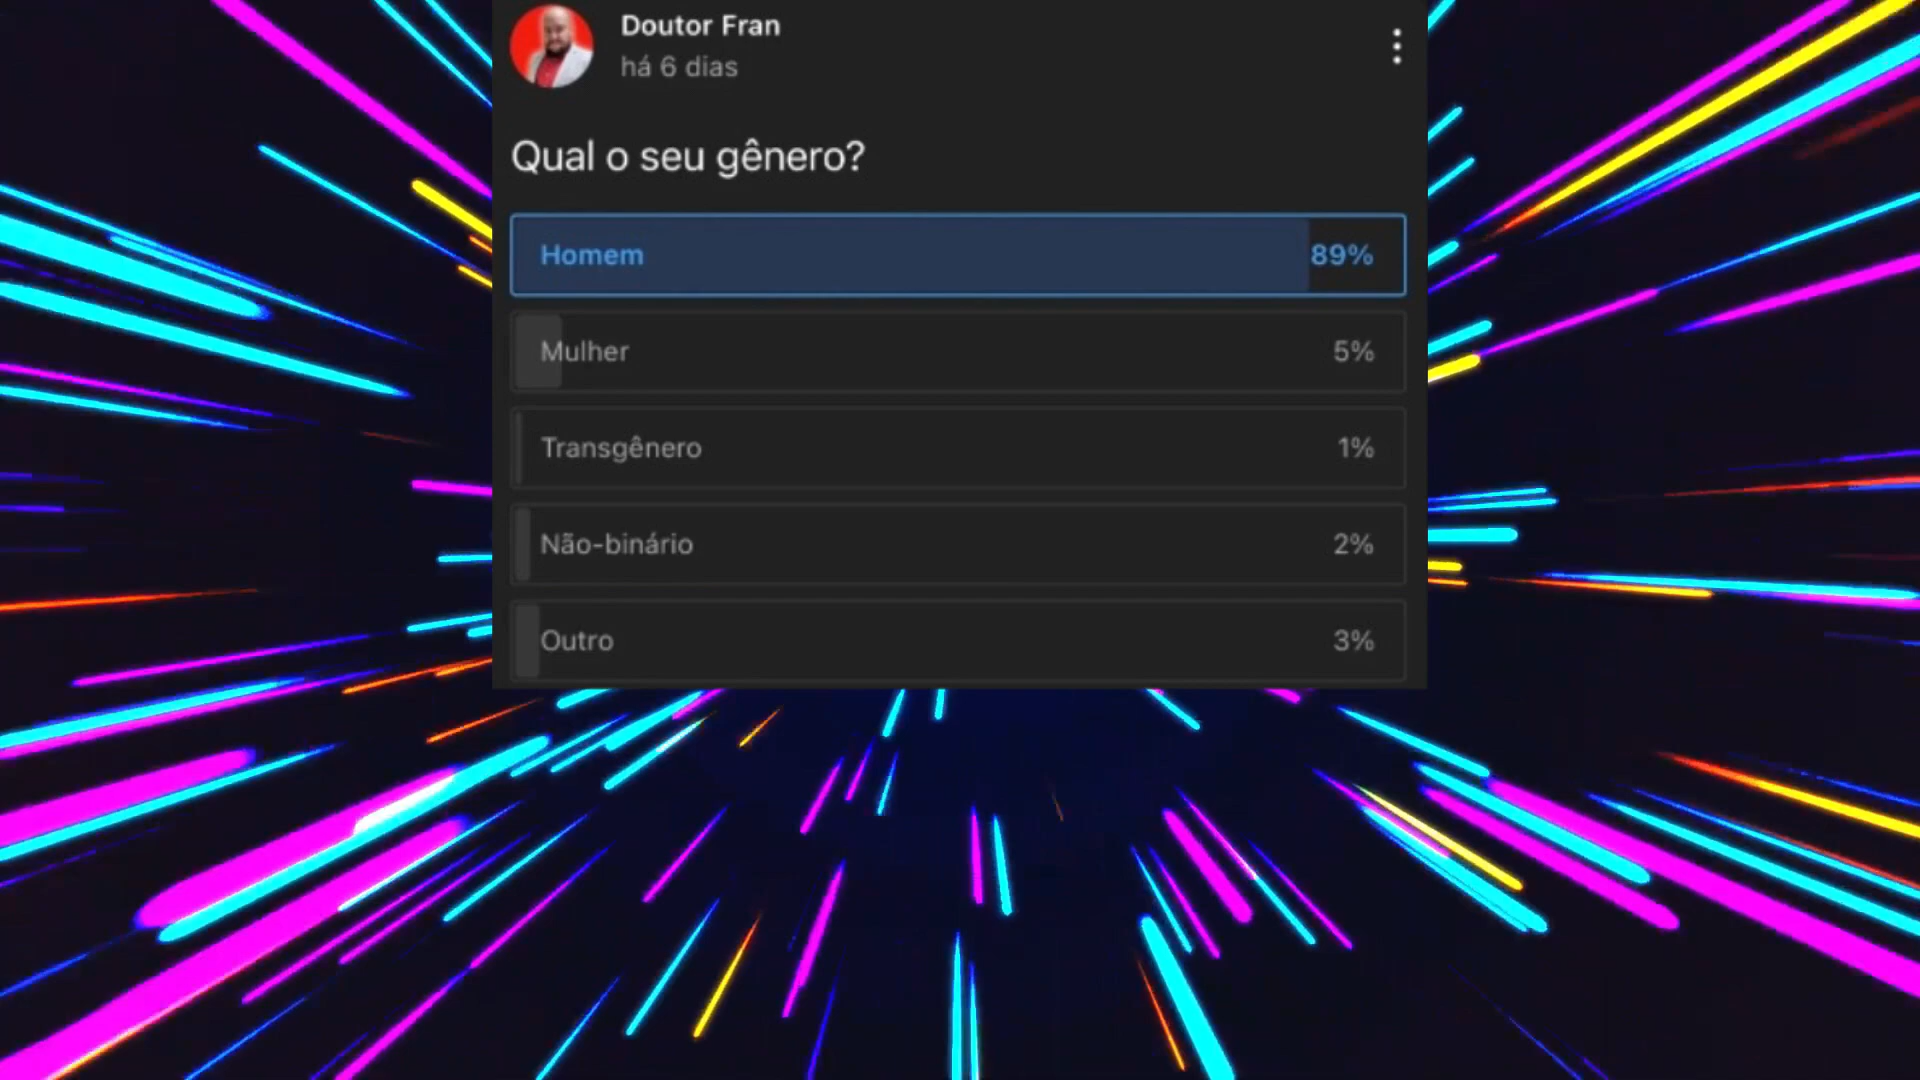 Doutor Fran
há 6 dias
Qual o seu gênero?
Homem 89%
Mulher 5%
Transgênero 1%
Não-binário 2%
Outro 3%